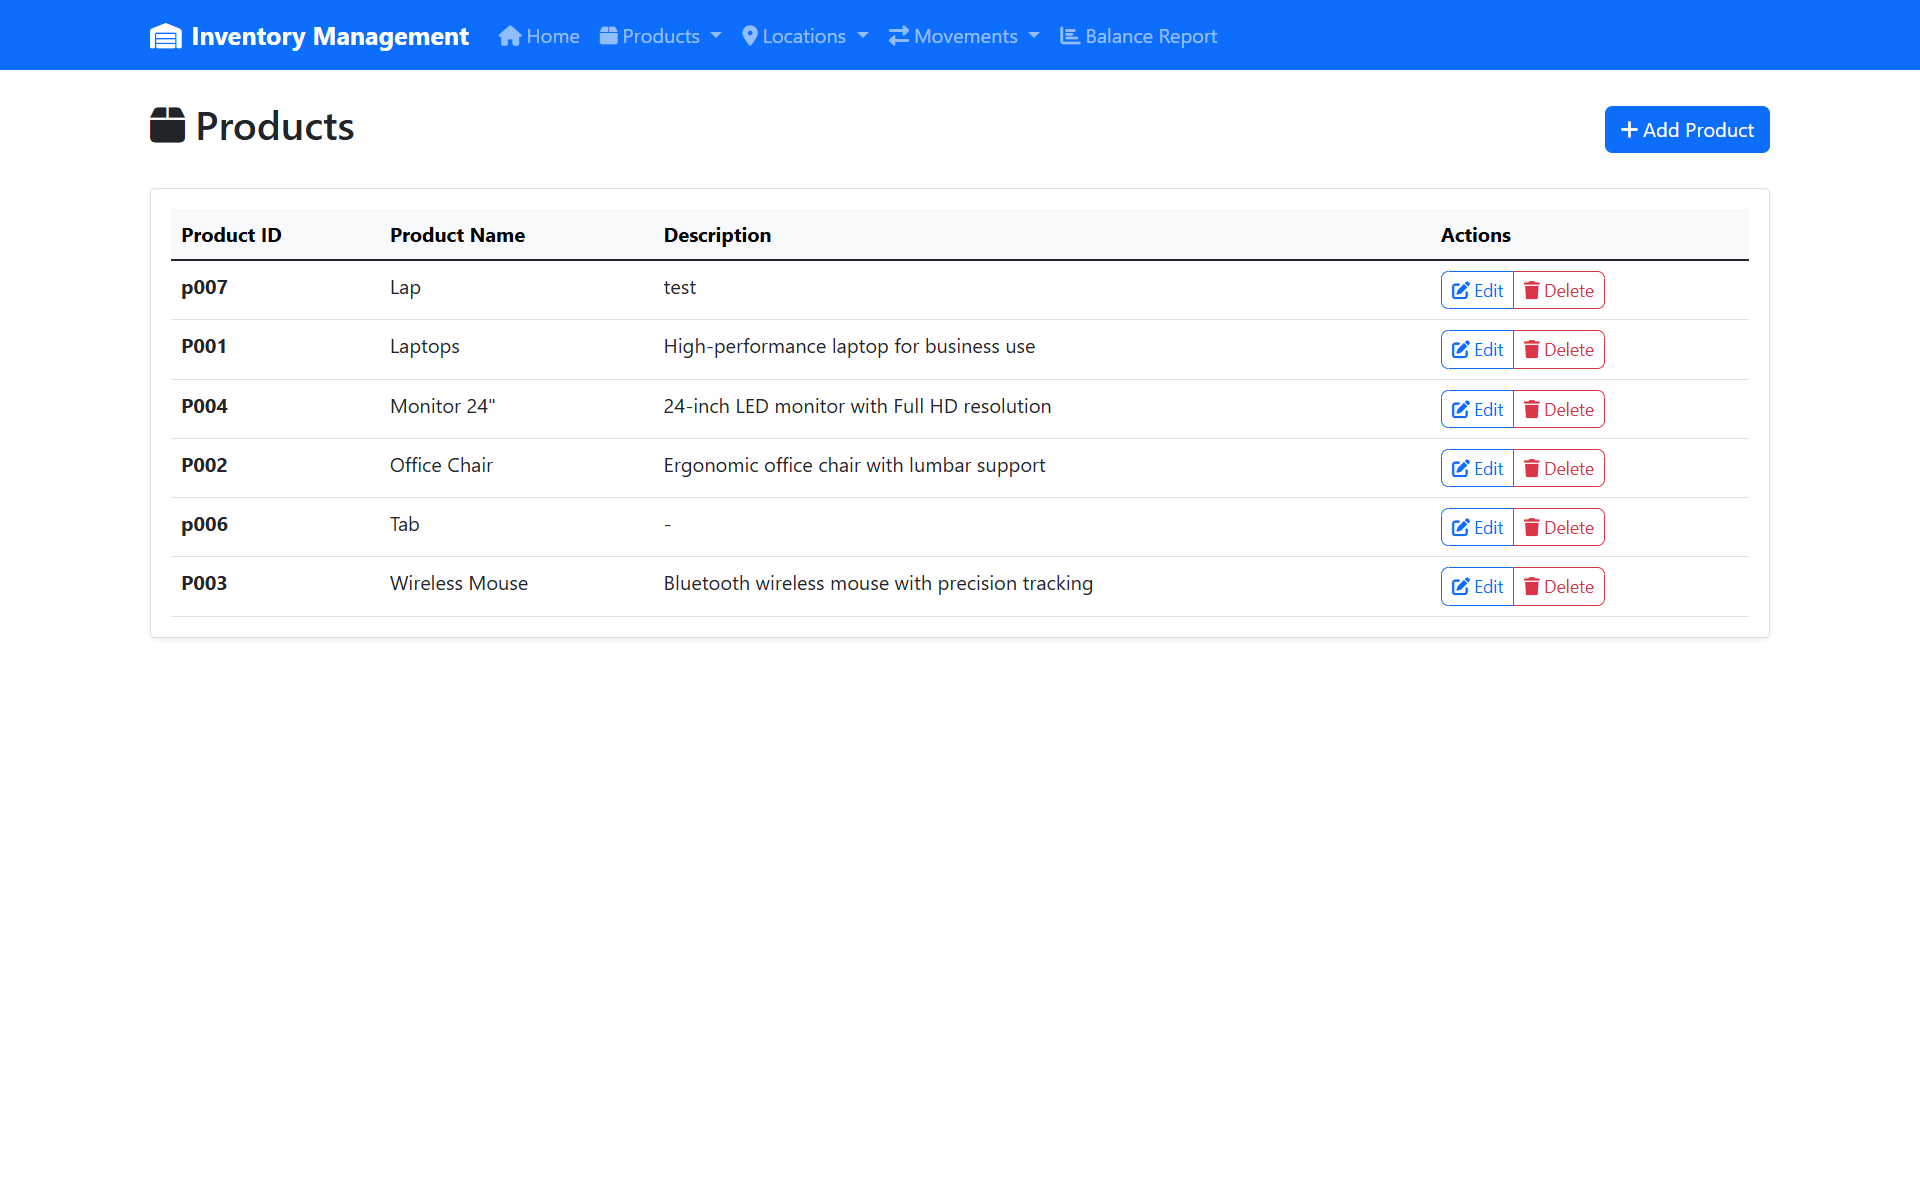 Inventory Management Home Products Locations Movements Balance Report
Products
+ Add Product
Product ID Product Name Description Actions
p007 Lap test Edit Delete
P001 Laptops High-performance laptop for business use Edit Delete
P004 Monitor 24" 24-inch LED monitor with Full HD resolution Edit Delete
P002 Office Chair Ergonomic office chair with lumbar support Edit Delete
p006 Tab - Edit Delete
P003 Wireless Mouse Bluetooth wireless mouse with precision tracking Edit Delete